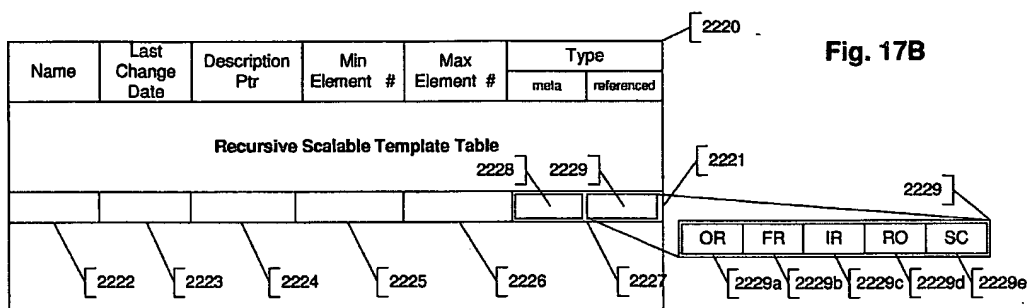 2220
Fig. 17B
Name
Last
Change
Date
Description
Ptr
Min
Element #
Max
Element #
Type
meta
referenced
Recursive Scalable Template Table
2228
2229
2221
2229
OR FR IR RO SC
2222
2223
2224
2225
2226
2227
2229a
2229b
2229c
2229d
2229e